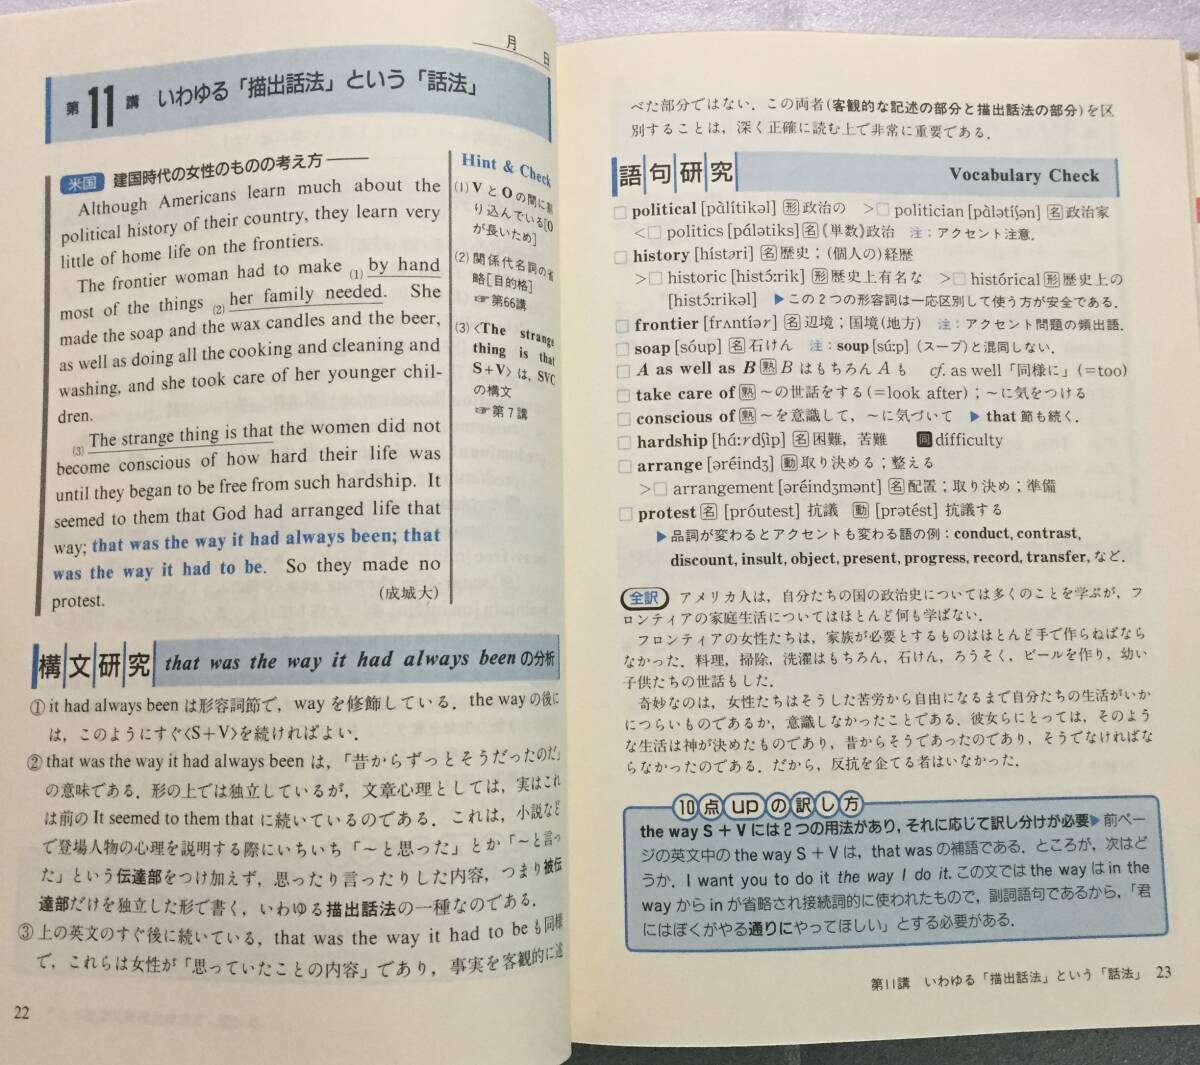 月　日
第11講　いわゆる「描出話法」という「話法」
米国　建国時代の女性のものの考え方――
Although Americans learn much about the
political history of their country, they learn very
little of home life on the frontiers.
The frontier woman had to make (1) by hand
most of the things (2) her family needed. She
made the soap and the wax candles and the beer,
as well as doing all the cooking and cleaning and
washing, and she took care of her younger chil-
dren.
(3) The strange thing is that the women did not
become conscious of how hard their life was
until they began to be free from such hardship. It
seemed to them that God had arranged life that
way; that was the way it had always been; that
was the way it had to be. So they made no
protest.　（成城大）
Hint & Check
(1) VとOの間に割
り込んでいる[O
が長いため]
(2) 関係代名詞の省
略[目的格]
☞第66講
(3) <The strange
thing is that
S+V>は, SVC
の構文
☞第7講
構文研究　that was the way it had always beenの分析
① it had always been は形容詞節で, way を修飾している. the way の後に
は, このようにすぐ<S+V>を続ければよい.
② that was the way it had always been は,「昔からずっとそうだったのだ」
の意味である. 形の上では独立しているが, 文章心理としては, 実はこれ
は前の It seemed to them that に続いているのである. これは, 小説など
で登場人物の心理を説明する際にいちいち「～と思った」とか「～と言っ
た」という伝達部をつけ加えず, 思ったり言ったりした内容, つまり被伝
達部だけを独立した形で書く, いわゆる描出話法の一種なのである.
③ 上の英文のすぐ後に続いている, that was the way it had to be も同様
で, これらは女性が「思っていたことの内容」であり, 事実を客観的に述
22
べた部分ではない. この両者(客観的な記述の部分と描出話法の部分)を区
別することは, 深く正確に読む上で非常に重要である.
語句研究　Vocabulary Check
□ political [pəlítikəl] 形 政治の　>□ politician [pàlətíʃən] 名 政治家
<□ politics [pálətiks] 名《単数》政治　注：アクセント注意.
□ history [hístəri] 名 歴史；(個人の)経歴
>□ historic [histɔ́:rik] 形 歴史上有名な　>□ histórical 形 歴史上の
[histɔ́:rikəl]　▶この2つの形容詞は一応区別して使う方が安全である.
□ frontier [frʌntíər] 名 辺境；国境(地方)　注：アクセント問題の頻出語.
□ soap [sóup] 名 石けん　注：soup [sú:p] (スープ)と混同しない.
□ A as well as B 熟 B はもちろん A も　cf. as well「同様に」(=too)
□ take care of 熟 ～の世話をする(=look after)；～に気をつける
□ conscious of 熟 ～を意識して, ～に気づいて　▶ that 節も続く.
□ hardship [há:rdʃip] 名 困難, 苦難　同 difficulty
□ arrange [əréindʒ] 動 取り決める；整える
>□ arrangement [əréindʒmənt] 名 配置；取り決め；準備
□ protest 名 [próutest] 抗議　動 [prətést] 抗議する
▶品詞が変わるとアクセントも変わる語の例：conduct, contrast,
discount, insult, object, present, progress, record, transfer, など.
全訳　アメリカ人は, 自分たちの国の政治史については多くのことを学ぶが, フ
ロンティアの家庭生活についてはほとんど何も学ばない.
フロンティアの女性たちは, 家族が必要とするものはほとんど手で作らねばなら
なかった. 料理, 掃除, 洗濯はもちろん, 石けん, ろうそく, ビールを作り, 幼い
子供たちの世話もした.
奇妙なのは, 女性たちはそうした苦労から自由になるまで自分たちの生活がいか
につらいものであるか, 意識しなかったことである. 彼女らにとっては, そのよう
な生活は神が決めたものであり, 昔からそうであったのであり, そうでなければな
らなかったのである. だから, 反抗を企てる者はいなかった.
10点upの訳し方
the way S + V には2つの用法があり, それに応じて訳し分けが必要▶前ペー
ジの英文中の the way S + V は, that was の補語である. ところが, 次はど
うか. I want you to do it the way I do it. この文では the way は in the
way から in が省略され接続詞的に使われたもので, 副詞語句であるから,「君
にはぼくがやる通りにやってほしい」とする必要がある.
第11講　いわゆる「描出話法」という「話法」　23